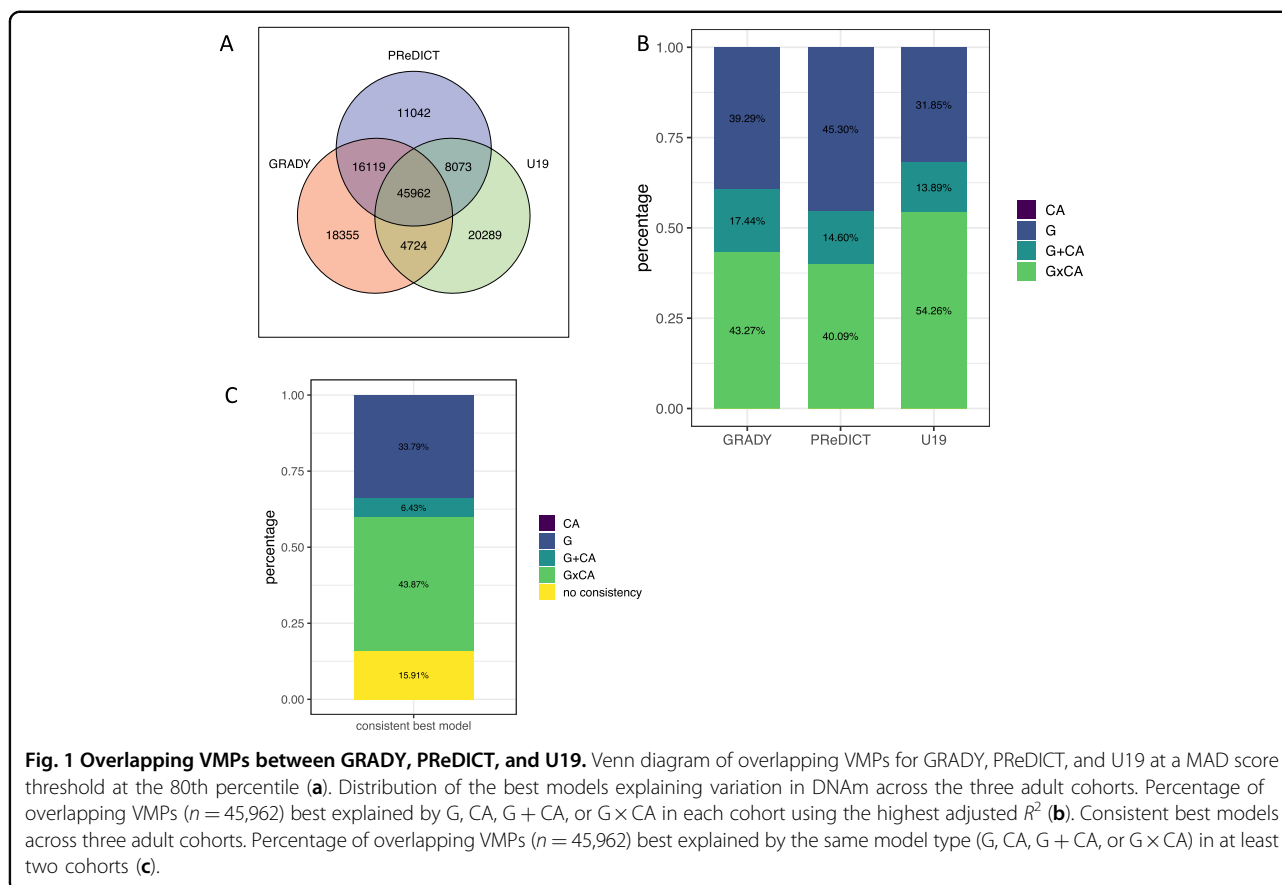 A
PReDICT
11042
GRADY
16119
8073
U19
45962
18355
4724
20289
B
1.00
0.75
0.50
0.25
0.00
percentage
39.29%
17.44%
43.27%
45.30%
14.60%
40.09%
31.85%
13.89%
54.26%
GRADY PReDICT U19
CA
G
G+CA
GxCA
C
1.00
0.75
0.50
0.25
0.00
percentage
33.79%
6.43%
43.87%
15.91%
consistent best model
CA
G
G+CA
GxCA
no consistency
Fig. 1 Overlapping VMPs between GRADY, PReDICT, and U19. Venn diagram of overlapping VMPs for GRADY, PReDICT, and U19 at a MAD score
threshold at the 80th percentile (a). Distribution of the best models explaining variation in DNAm across the three adult cohorts. Percentage of
overlapping VMPs (n = 45,962) best explained by G, CA, G + CA, or G × CA in each cohort using the highest adjusted R² (b). Consistent best models
across three adult cohorts. Percentage of overlapping VMPs (n = 45,962) best explained by the same model type (G, CA, G + CA, or G × CA) in at least
two cohorts (c).